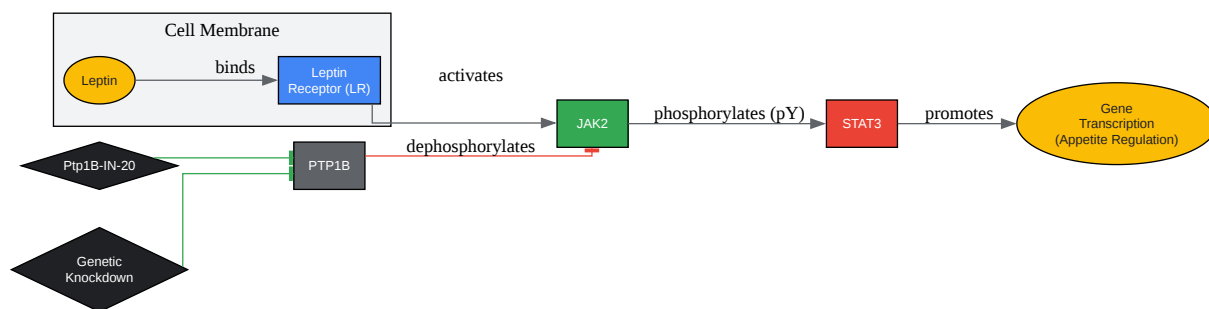 Cell Membrane
Leptin
binds
Leptin
Receptor (LR)
activates
JAK2
phosphorylates (pY)
STAT3
promotes
Gene
Transcription
(Appetite Regulation)
Ptp1B-IN-20
PTP1B
dephosphorylates
Genetic
Knockdown